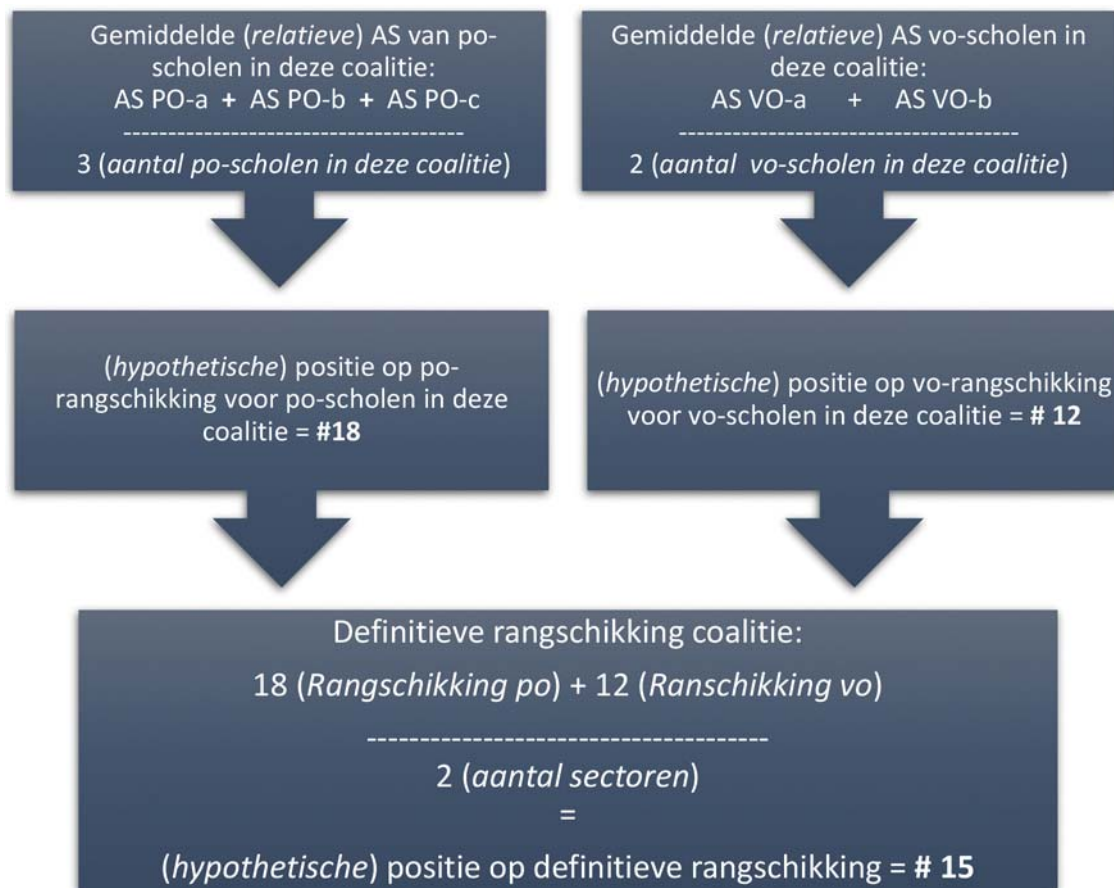 Gemiddelde (relatieve) AS van po-
scholen in deze coalitie:
AS PO-a + AS PO-b + AS PO-c
-------------------------------------
3 (aantal po-scholen in deze coalitie)
Gemiddelde (relatieve) AS vo-scholen in
deze coalitie:
AS VO-a + AS VO-b
-------------------------------------
2 (aantal vo-scholen in deze coalitie)
(hypothetische) positie op po-
rangschikking voor po-scholen in deze
coalitie = #18
(hypothetische) positie op vo-rangschikking
voor vo-scholen in deze coalitie = # 12
Definitieve rangschikking coalitie:
18 (Rangschikking po) + 12 (Ranschikking vo)
-------------------------------------
2 (aantal sectoren)
=
(hypothetische) positie op definitieve rangschikking = # 15